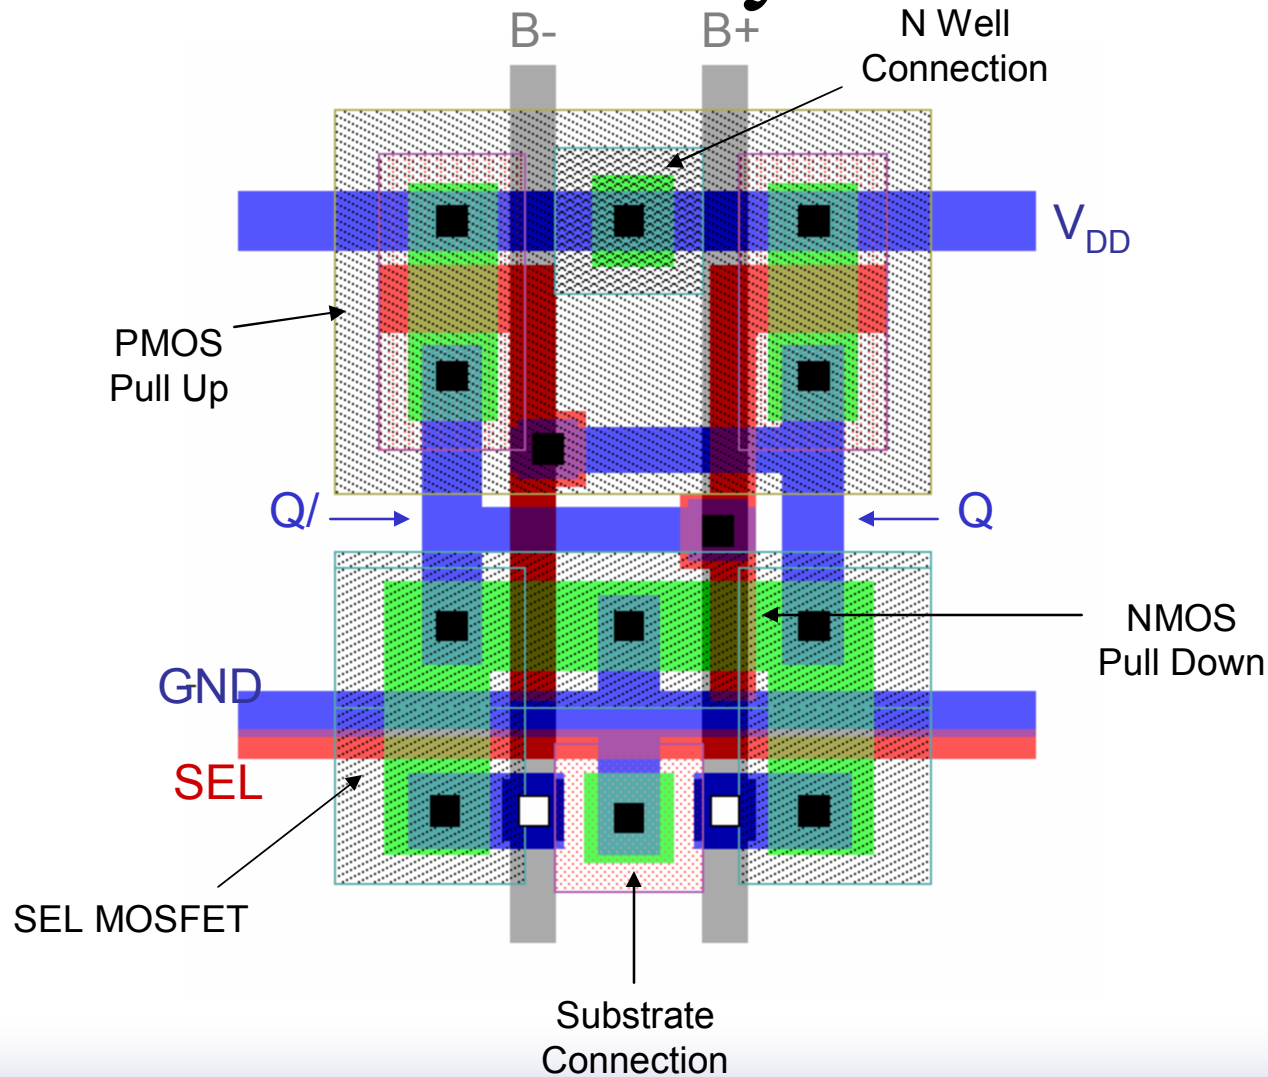 B-
B+
N Well
Connection
VDD
PMOS
Pull Up
Q/
Q
NMOS
Pull Down
GND
SEL
SEL MOSFET
Substrate
Connection